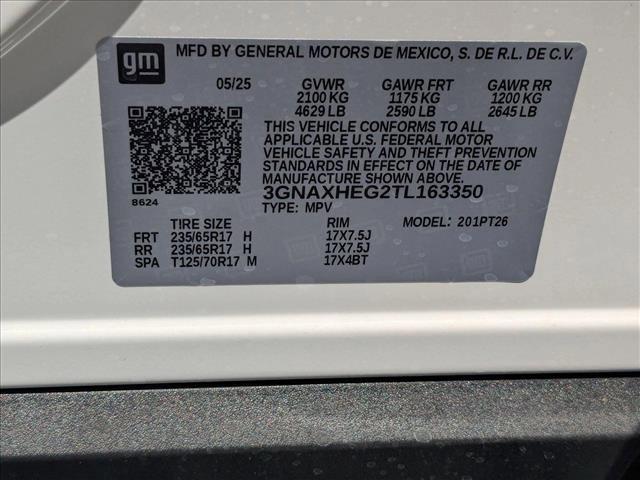 gm MFD BY GENERAL MOTORS DE MEXICO, S. DE R.L. DE C.V.
05/25 GVWR GAWR FRT GAWR RR
2100 KG 1175 KG 1200 KG
4629 LB 2590 LB 2645 LB
THIS VEHICLE CONFORMS TO ALL
APPLICABLE U.S. FEDERAL MOTOR
VEHICLE SAFETY AND THEFT PREVENTION
STANDARDS IN EFFECT ON THE DATE OF
MANUFACTURE SHOWN ABOVE.
3GNAXHEG2TL163350
8624
TYPE: MPV
TIRE SIZE RIM MODEL: 201PT26
FRT 235/65R17 H 17X7.5J
RR 235/65R17 H 17X7.5J
SPA T125/70R17 M 17X4BT